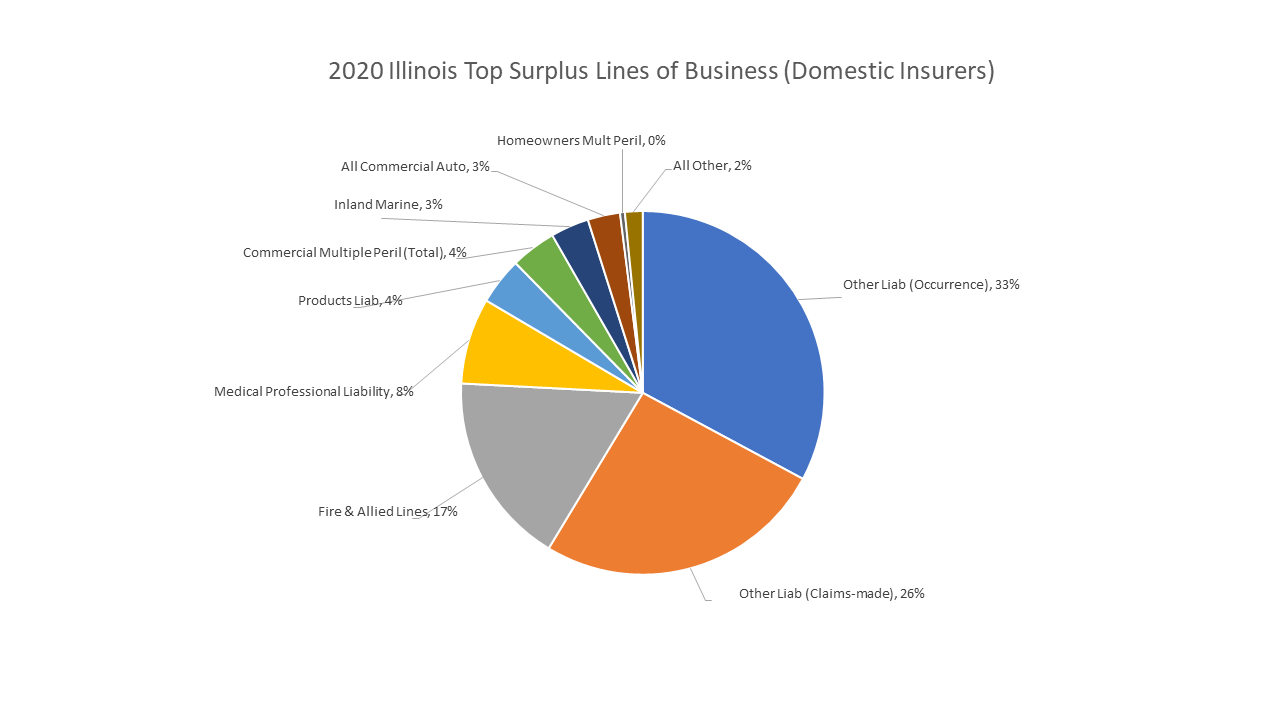 2020 Illinois Top Surplus Lines of Business (Domestic Insurers)
Homeowners Mult Peril, 0%
All Other, 2%
All Commercial Auto, 3%
Inland Marine, 3%
Commercial Multiple Peril (Total), 4%
Other Liab (Occurrence), 33%
Products Liab, 4%
Medical Professional Liability, 8%
Fire & Allied Lines, 17%
Other Liab (Claims-made), 26%